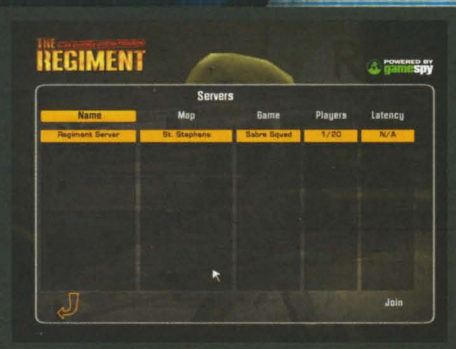 THE
REGIMENT
POWERED BY
gamespy
Servers
Name Map Game Players Latency
Regiment Server St. Stephens Sabre Squad 1/20 N/A
Join